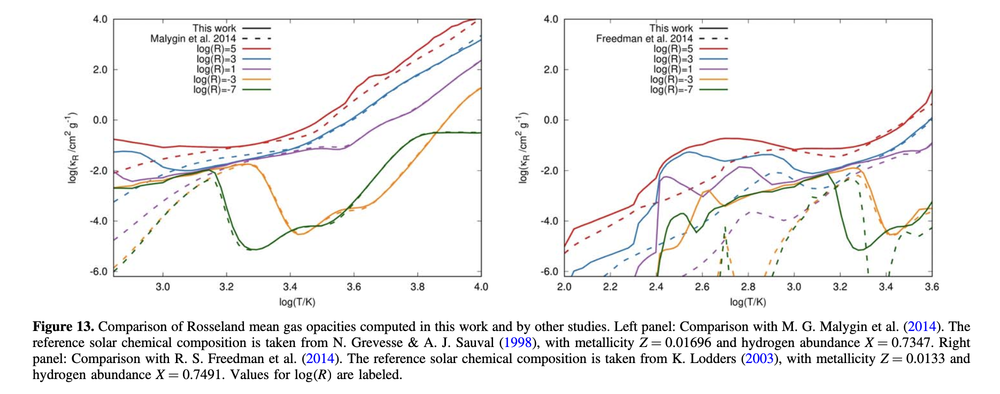 4.0
2.0
0.0
-2.0
-4.0
-6.0
log(κR /cm² g⁻¹)
This work
Malygin et al. 2014
log(R)=5
log(R)=3
log(R)=1
log(R)=-3
log(R)=-7
3.0 3.2 3.4 3.6 3.8 4.0
log(T/K)
4.0
2.0
0.0
-2.0
-4.0
-6.0
log(κR /cm² g⁻¹)
This work
Freedman et al. 2014
log(R)=5
log(R)=3
log(R)=1
log(R)=-3
log(R)=-7
2.0 2.2 2.4 2.6 2.8 3.0 3.2 3.4 3.6
log(T/K)
Figure 13. Comparison of Rosseland mean gas opacities computed in this work and by other studies. Left panel: Comparison with M. G. Malygin et al. (2014). The
reference solar chemical composition is taken from N. Grevesse & A. J. Sauval (1998), with metallicity Z = 0.01696 and hydrogen abundance X = 0.7347. Right
panel: Comparison with R. S. Freedman et al. (2014). The reference solar chemical composition is taken from K. Lodders (2003), with metallicity Z = 0.0133 and
hydrogen abundance X = 0.7491. Values for log(R) are labeled.